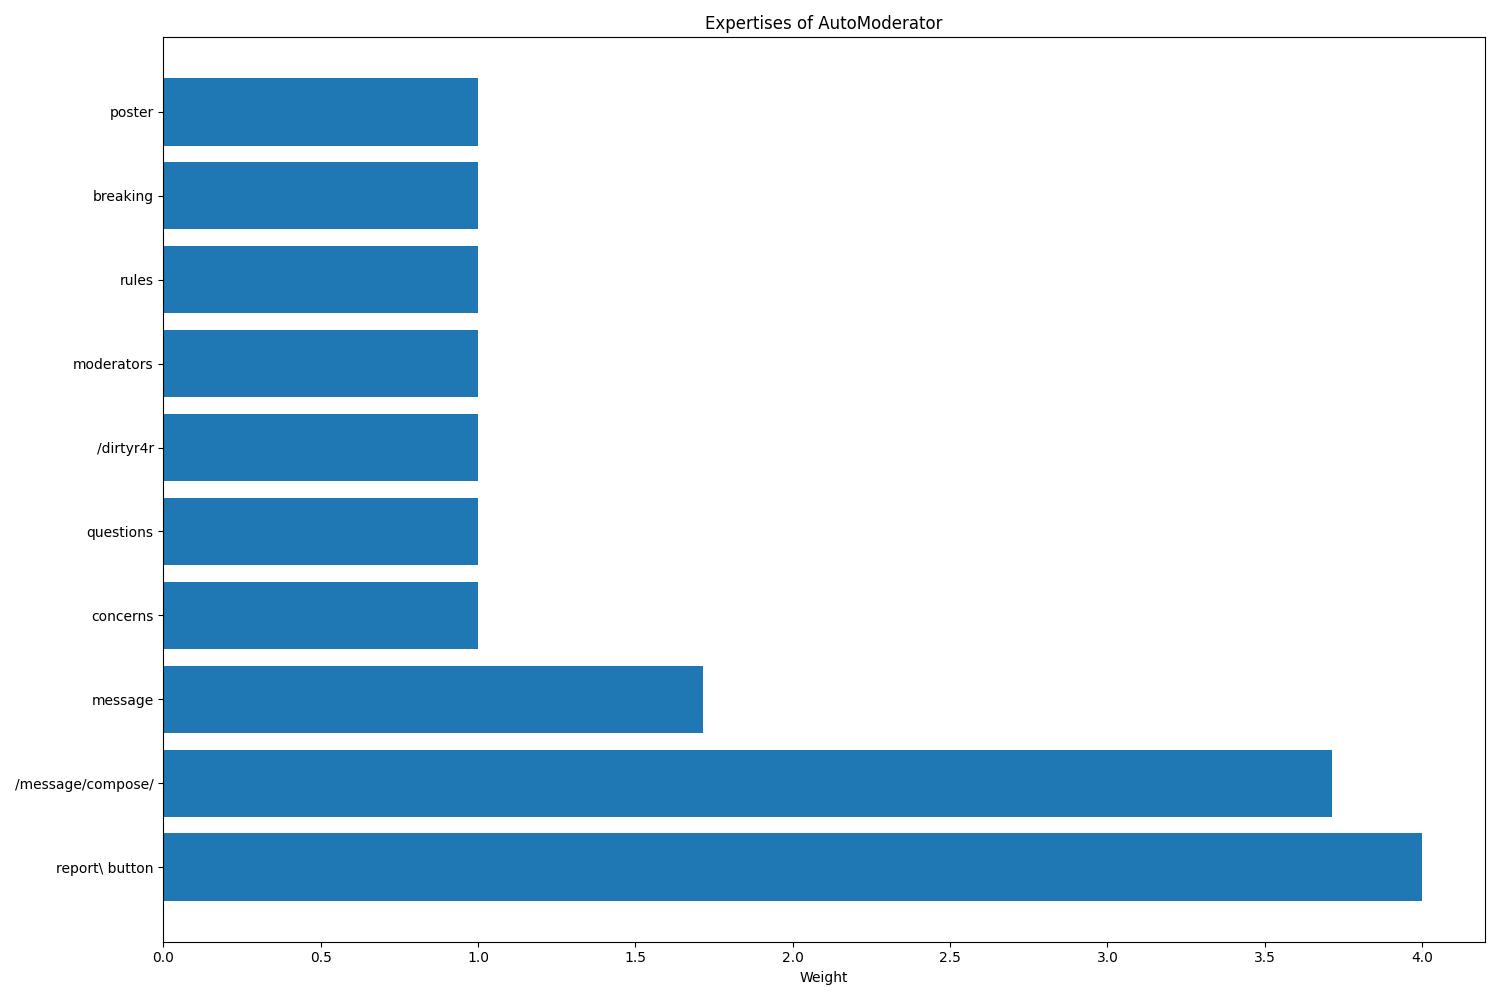 Expertises of AutoModerator
poster
breaking
rules
moderators
/dirtyr4r
questions
concerns
message
/message/compose/
report\ button
0.0 0.5 1.0 1.5 2.0 2.5 3.0 3.5 4.0
Weight